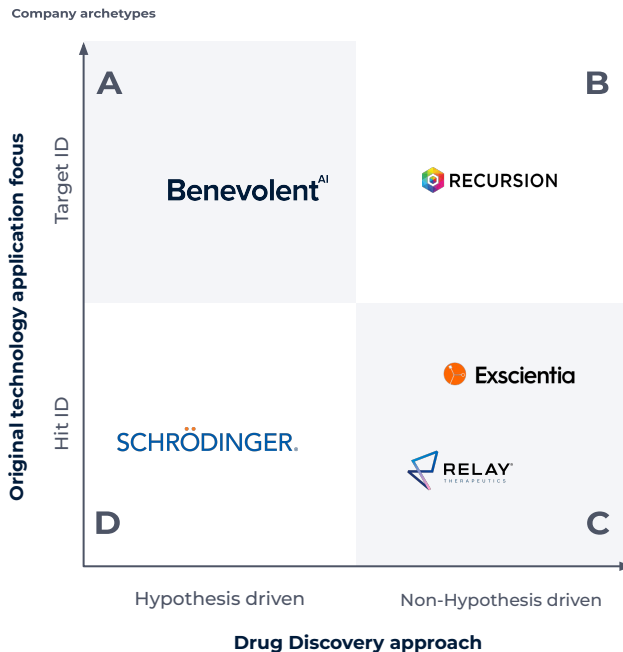 Company archetypes
A
B
Original technology application focus
Target ID
Benevolent AI
RECURSION
Hit ID
Exscientia
SCHRÖDINGER.
RELAY
THERAPEUTICS
D
C
Hypothesis driven
Non-Hypothesis driven
Drug Discovery approach